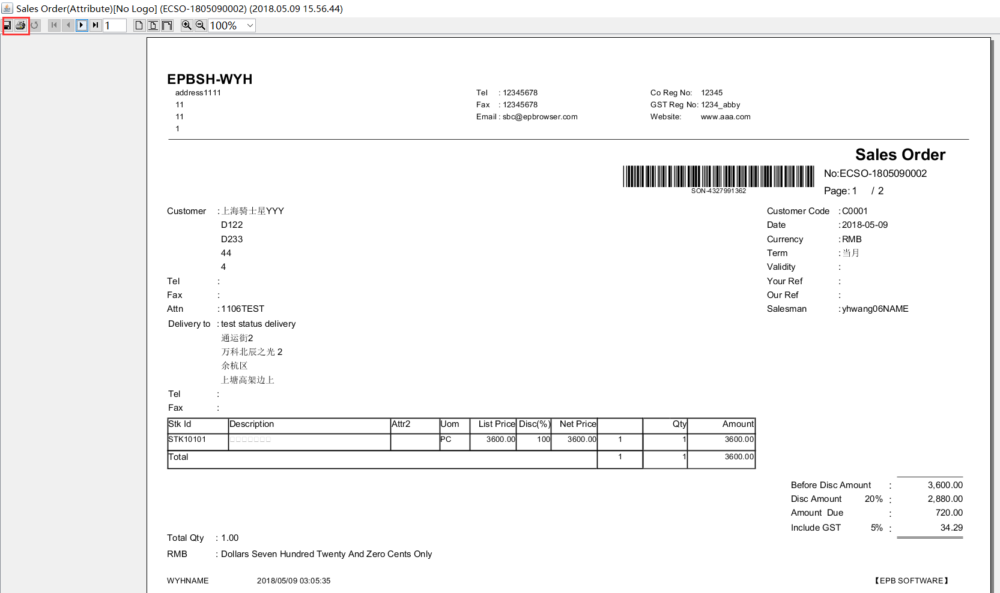 Sales Order(Attribute)[No Logo] (ECSO-1805090002) (2018.05.09 15.56.44)
1 100%
EPBSH-WYH
address1111 Tel : 12345678 Co Reg No: 12345
11 Fax : 12345678 GST Reg No: 1234_abby
11 Email : sbc@epbrowser.com Website: www.aaa.com
1
Sales Order
No:ECSO-1805090002
SON-4327991362
Page: 1 / 2
Customer : 上海骑士星YYY Customer Code : C0001
D122 Date : 2018-05-09
D233 Currency : RMB
44 Term : 当月
4 Validity :
Tel : Your Ref :
Fax : Our Ref :
Attn : 1106TEST Salesman : yhwang06NAME
Delivery to : test status delivery
通运街2
万科北辰之光 2
余杭区
上塘高架边上
Tel :
Fax :
Stk Id Description Attr2 Uom List Price Disc(%) Net Price Qty Amount
STK10101 □□□□□□□ PC 3600.00 100 3600.00 1 1 3600.00
Total 1 1 3600.00
Before Disc Amount : 3,600.00
Disc Amount 20% : 2,880.00
Amount Due : 720.00
Include GST 5% : 34.29
Total Qty : 1.00
RMB : Dollars Seven Hundred Twenty And Zero Cents Only
WYHNAME 2018/05/09 03:05:35 【EPB SOFTWARE】